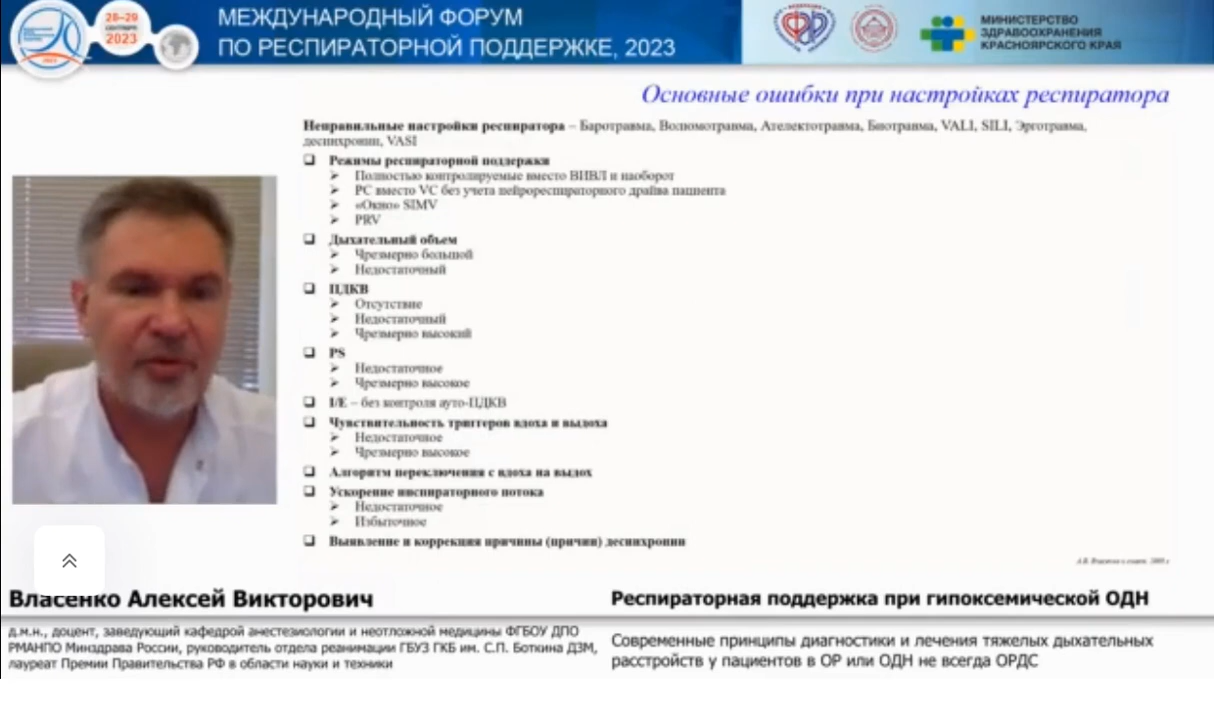 28–29
СЕНТЯБРЯ
2023
МЕЖДУНАРОДНЫЙ ФОРУМ
ПО РЕСПИРАТОРНОЙ ПОДДЕРЖКЕ, 2023
МИНИСТЕРСТВО
ЗДРАВООХРАНЕНИЯ
КРАСНОЯРСКОГО КРАЯ
Основные ошибки при настройках респиратора
Неправильные настройки респиратора – Баротравма, Волюмотравма, Ателектотравма, Биотравма, VALI, SILI, Эрготравма,
десинхронии, VASI
❑ Режимы респираторной поддержки
➢ Полностью контролируемые вместо ВИВЛ и наоборот
➢ PC вместо VC без учета нейрореспираторного драйва пациента
➢ «Окно» SIMV
➢ PRV
❑ Дыхательный объем
➢ Чрезмерно большой
➢ Недостаточный
❑ ПДКВ
➢ Отсутствие
➢ Недостаточный
➢ Чрезмерно высокий
❑ PS
➢ Недостаточное
➢ Чрезмерно высокое
❑ I/E – без контроля ауто-ПДКВ
❑ Чувствительность триггеров вдоха и выдоха
➢ Недостаточное
➢ Чрезмерно высокое
❑ Алгоритм переключения с вдоха на выдох
❑ Ускорение инспираторного потока
➢ Недостаточное
➢ Избыточное
❑ Выявление и коррекция причины (причин) десинхронии
Власенко Алексей Викторович
д.м.н., доцент, заведующий кафедрой анестезиологии и неотложной медицины ФГБОУ ДПО
РМАНПО Минздрава России, руководитель отдела реанимации ГБУЗ ГКБ им. С.П. Боткина ДЗМ,
лауреат Премии Правительства РФ в области науки и техники
Респираторная поддержка при гипоксемической ОДН
Современные принципы диагностики и лечения тяжелых дыхательных
расстройств у пациентов в ОР или ОДН не всегда ОРДС